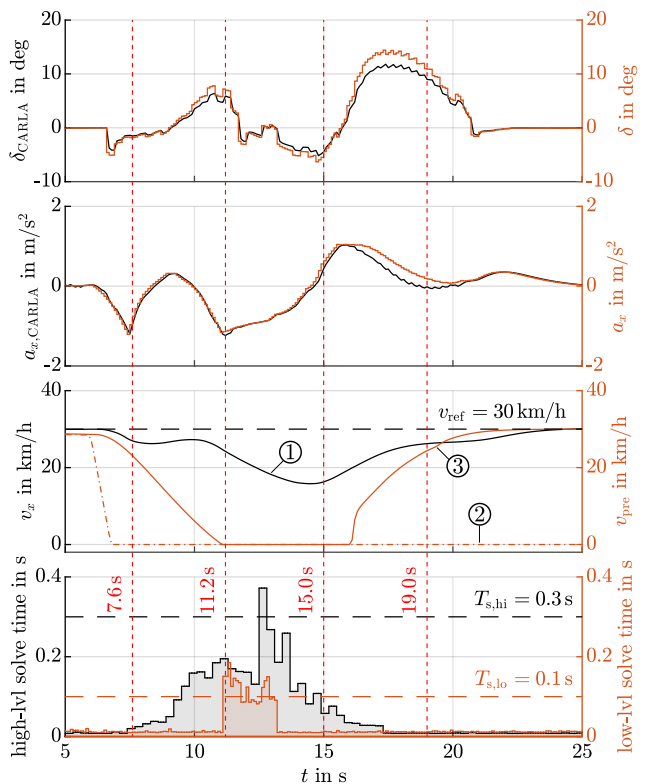 20
10
0
-10
δCARLA in deg
20
10
0
-10
δ in deg
2
0
-2
ax,CARLA in m/s²
2
0
-2
ax in m/s²
40
20
0
vx in km/h
vref = 30 km/h
1
3
2
40
20
0
vpre in km/h
0.4
0.2
0
high-lvl solve time in s
7.6 s
11.2 s
15.0 s
19.0 s
Ts,hi = 0.3 s
Ts,lo = 0.1 s
0.4
0.2
0
low-lvl solve time in s
5 10 15 20 25
t in s